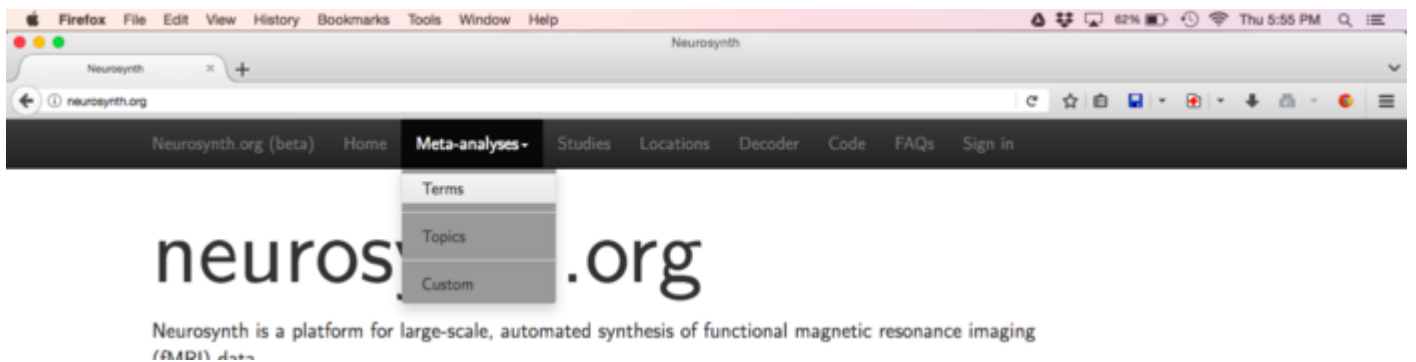 Firefox File Edit View History Bookmarks Tools Window Help 62% Thu 5:55 PM
Neurosynth
Neurosynth × +
neurosynth.org
Neurosynth.org (beta) Home Meta-analyses Studies Locations Decoder Code FAQs Sign in
Terms
Topics
neuros .org
Custom
Neurosynth is a platform for large-scale, automated synthesis of functional magnetic resonance imaging
(fMRI) data